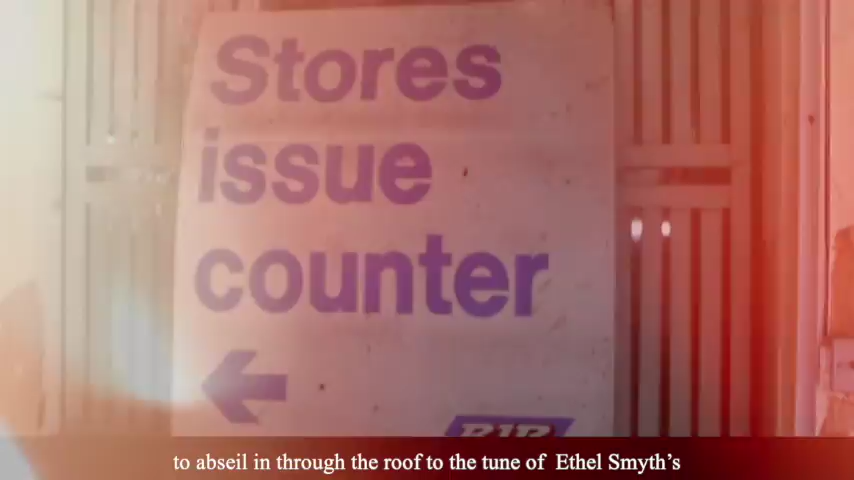 Stores
issue
counter
to abseil in through the roof to the tune of Ethel Smyth’s